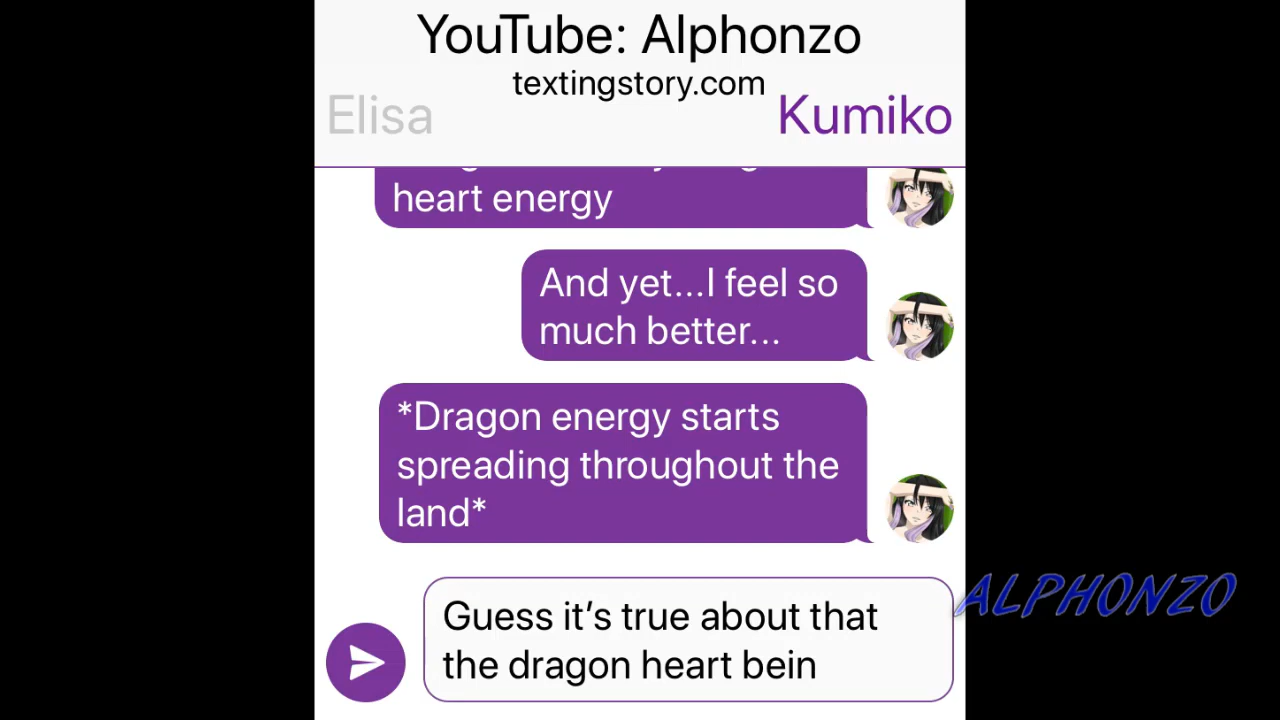 YouTube: Alphonzo
textingstory.com
Elisa
Kumiko
heart energy
And yet...I feel so
much better...
*Dragon energy starts
spreading throughout the
land*
Guess it’s true about that
the dragon heart bein
ALPHONZO